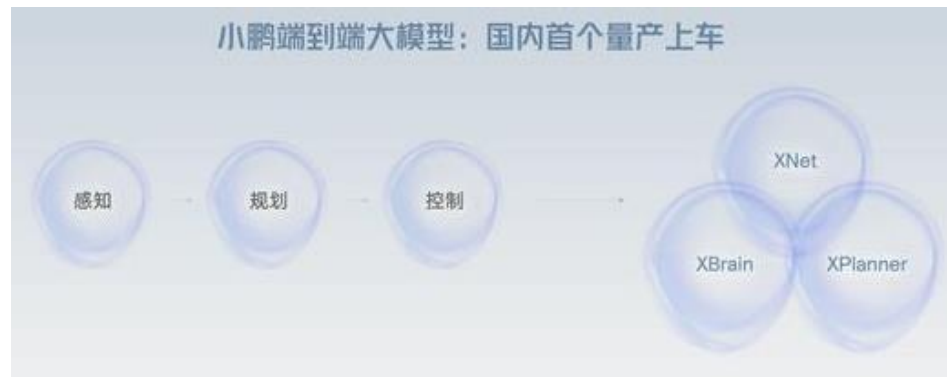 小鹏端到端大模型：国内首个量产上车
感知
规划
控制
XNet
XBrain
XPlanner